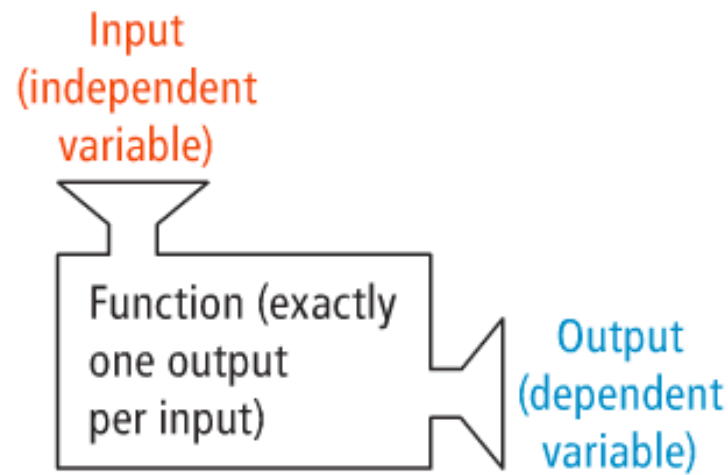 Input
(independent
variable)
Function (exactly
one output
per input)
Output
(dependent
variable)